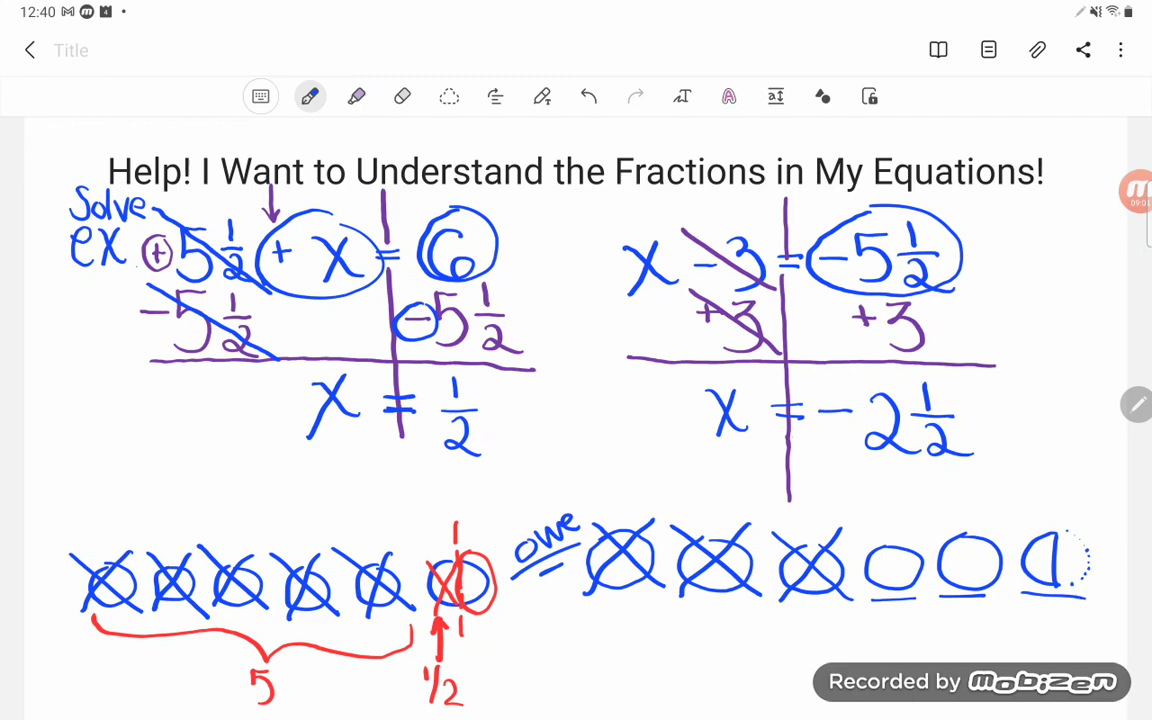 12:40
Title
Help! I Want to Understand the Fractions in My Equations!
Solve
ex + 5 1/2 + x = 6
- 5 1/2 - 5 1/2
x = 1/2
x - 3 = - 5 1/2
+ 3 + 3
x = - 2 1/2
owe
5
1/2
09:01
Recorded by mobizen